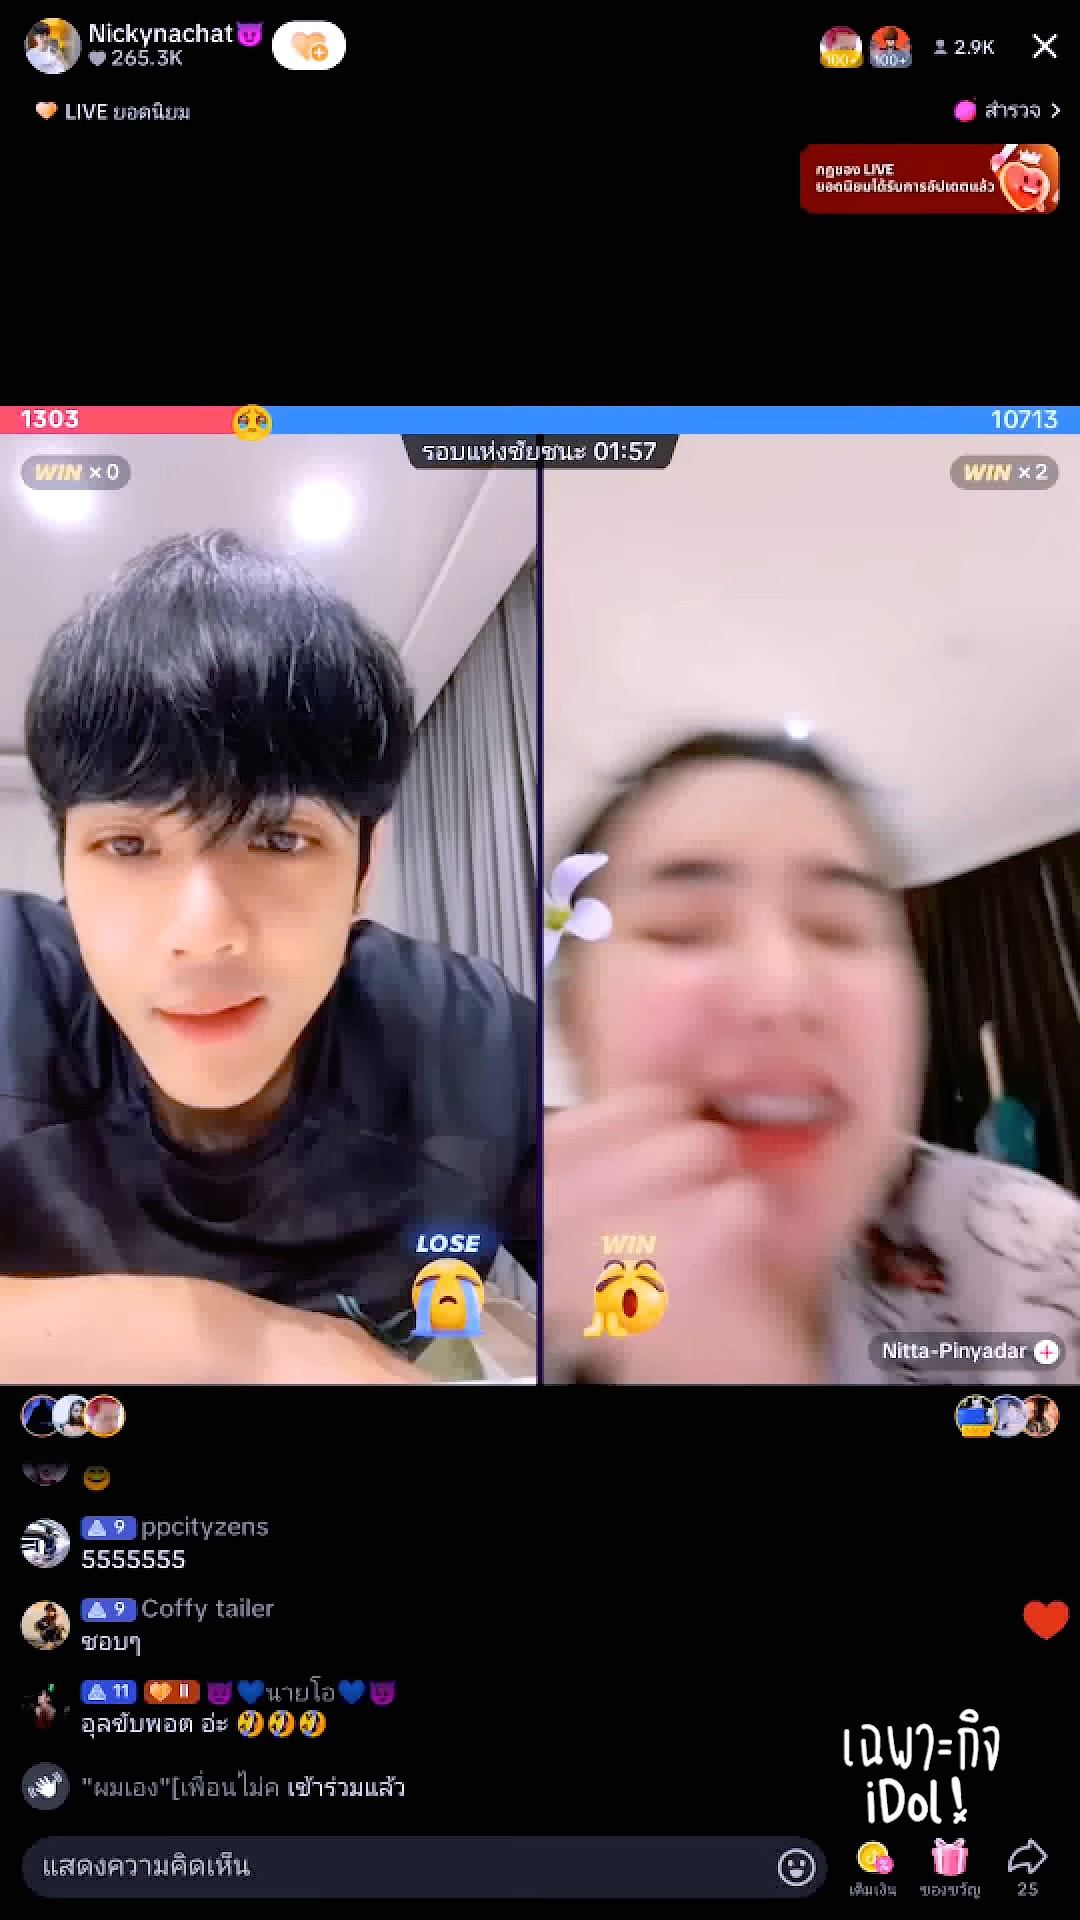 Nickynachat😈
265.3K
100+
100+
2.9K
LIVE ยอดนิยม
สำรวจ
กฎของ LIVE
ยอดนิยมได้รับการอัปเดตแล้ว
1303
10713
รอบแห่งชัยชนะ 01:57
WIN × 0
WIN × 2
LOSE
WIN
Nitta-Pinyadar
9 ppcityzens
5555555
9 Coffy tailer
ชอบๆ
11 II 😈💙นายโอ💙😈
อุลขับพอต อ่ะ 🤣🤣🤣
"ผมเอง"[เพื่อนไม่ค เข้าร่วมแล้ว
เฉพาะกิจ
iDol!
แสดงความคิดเห็น
เติมเงิน
ของขวัญ
25